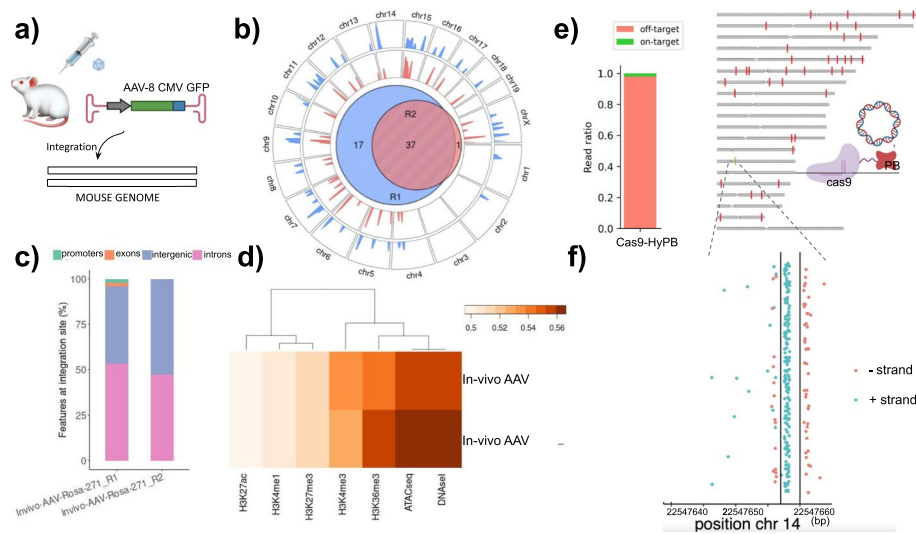 a)
AAV-8 CMV GFP
Integration
MOUSE GENOME
b)
chr1
chr2
chr3
chr4
chr5
chr6
chr7
chr8
chr9
chr10
chr11
chr12
chr13
chr14
chr15
chr16
chr17
chr18
chr19
chrX
R2
17
37
1
R1
c)
promoters exons intergenic introns
Features at integration site (%)
100
75
50
25
0
Invivo-AAV-Rosa-271_R1
Invivo-AAV-Rosa-271_R2
d)
0.5 0.52 0.54 0.56
In-vivo AAV
In-vivo AAV
H3K27ac
H3K4me1
H3K27me3
H3K4me3
H3K36me3
ATACseq
DNAseI
e)
off-target
on-target
Read ratio
1.0
0.8
0.6
0.4
0.2
0.0
Cas9-HyPB
cas9
PB
f)
- strand
+ strand
22547640 22547650 22547660
position chr 14 (bp)